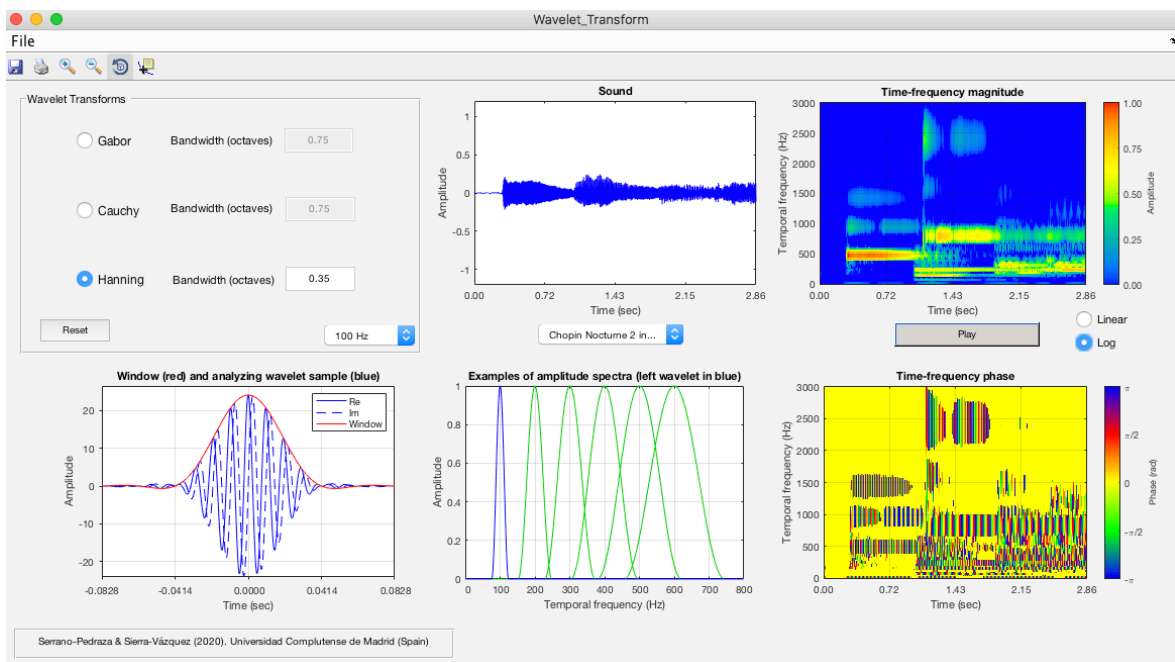 Wavelet_Transform
File
Wavelet Transforms
Gabor Bandwidth (octaves) 0.75
Cauchy Bandwidth (octaves) 0.75
Hanning Bandwidth (octaves) 0.35
Reset 100 Hz
Sound
1
0.5
0
-0.5
-1
Amplitude
0.00 0.72 1.43 2.15 2.86
Time (sec)
Chopin Nocturne 2 in...
Time-frequency magnitude
3000
2500
2000
1500
1000
500
0
Temporal frequency (Hz)
0.00 0.72 1.43 2.15 2.86
Time (sec)
1.00
0.75
0.50
0.25
0.00
Amplitude
Play
Linear
Log
Window (red) and analyzing wavelet sample (blue)
Re
Im
Window
20
10
0
-10
-20
Amplitude
-0.0828 -0.0414 0.0000 0.0414 0.0828
Time (sec)
Examples of amplitude spectra (left wavelet in blue)
1
0.8
0.6
0.4
0.2
0
Amplitude
0 100 200 300 400 500 600 700 800
Temporal frequency (Hz)
Time-frequency phase
3000
2500
2000
1500
1000
500
0
Temporal frequency (Hz)
0.00 0.72 1.43 2.15 2.86
Time (sec)
π
π/2
0
-π/2
-π
Phase (rad)
Serrano-Pedraza & Sierra-Vázquez (2020). Universidad Complutense de Madrid (Spain)